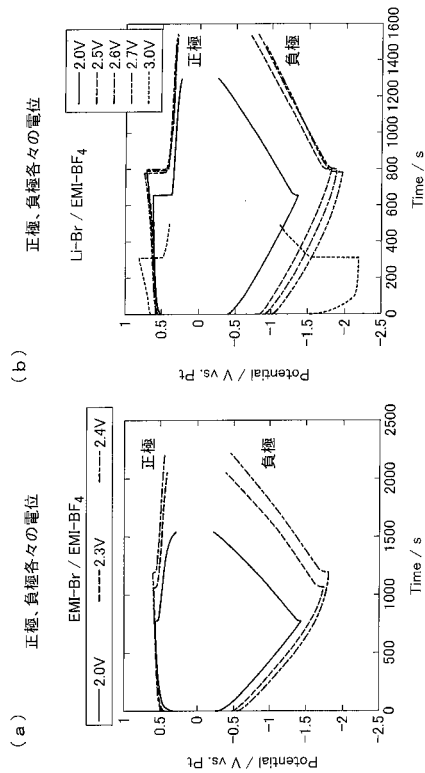 (a)
正極、負極各々の電位
EMI-Br / EMI-BF4
2.0V 2.3V 2.4V
1
0.5
0
-0.5
-1
-1.5
-2
-2.5
Potential / V vs. Pt
正極
負極
0 500 1000 1500 2000 2500
Time / s
(b)
正極、負極各々の電位
Li-Br / EMI-BF4
2.0V
2.5V
2.6V
2.7V
3.0V
1
0.5
0
-0.5
-1
-1.5
-2
-2.5
Potential / V vs. Pt
正極
負極
0 200 400 600 800 1000 1200 1400 1600
Time / s